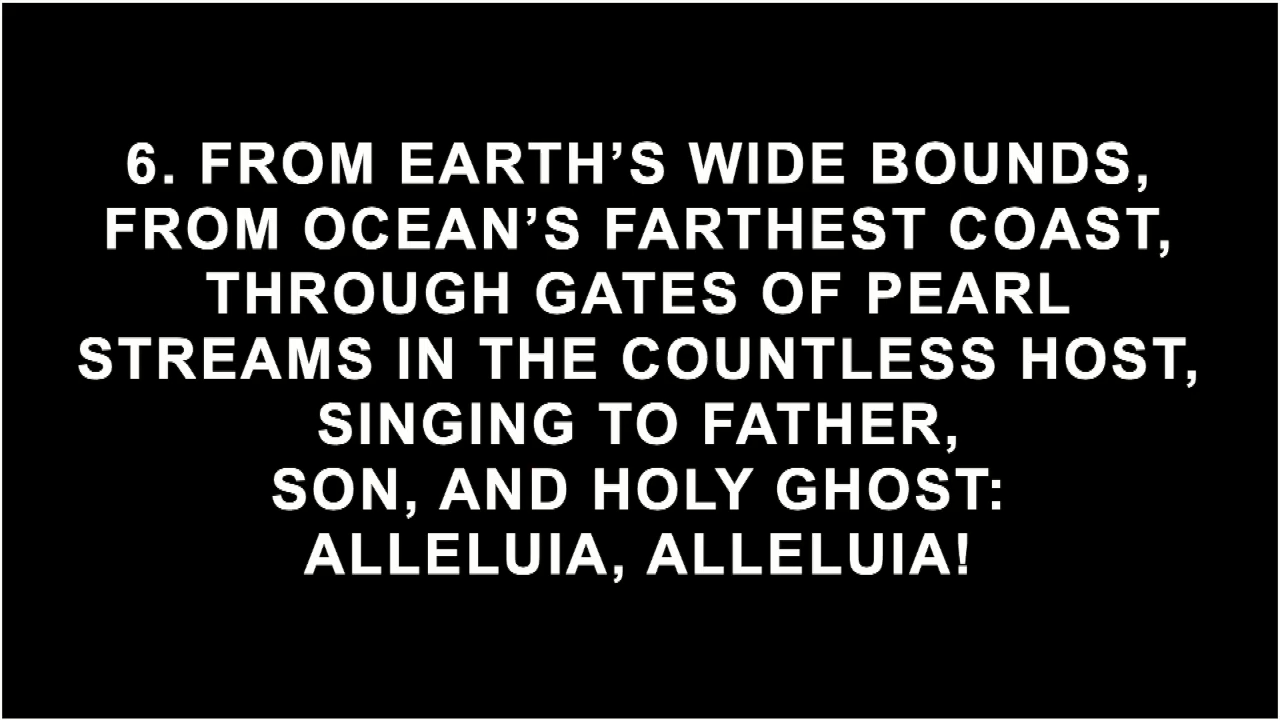 6. FROM EARTH’S WIDE BOUNDS,
FROM OCEAN’S FARTHEST COAST,
THROUGH GATES OF PEARL
STREAMS IN THE COUNTLESS HOST,
SINGING TO FATHER,
SON, AND HOLY GHOST:
ALLELUIA, ALLELUIA!